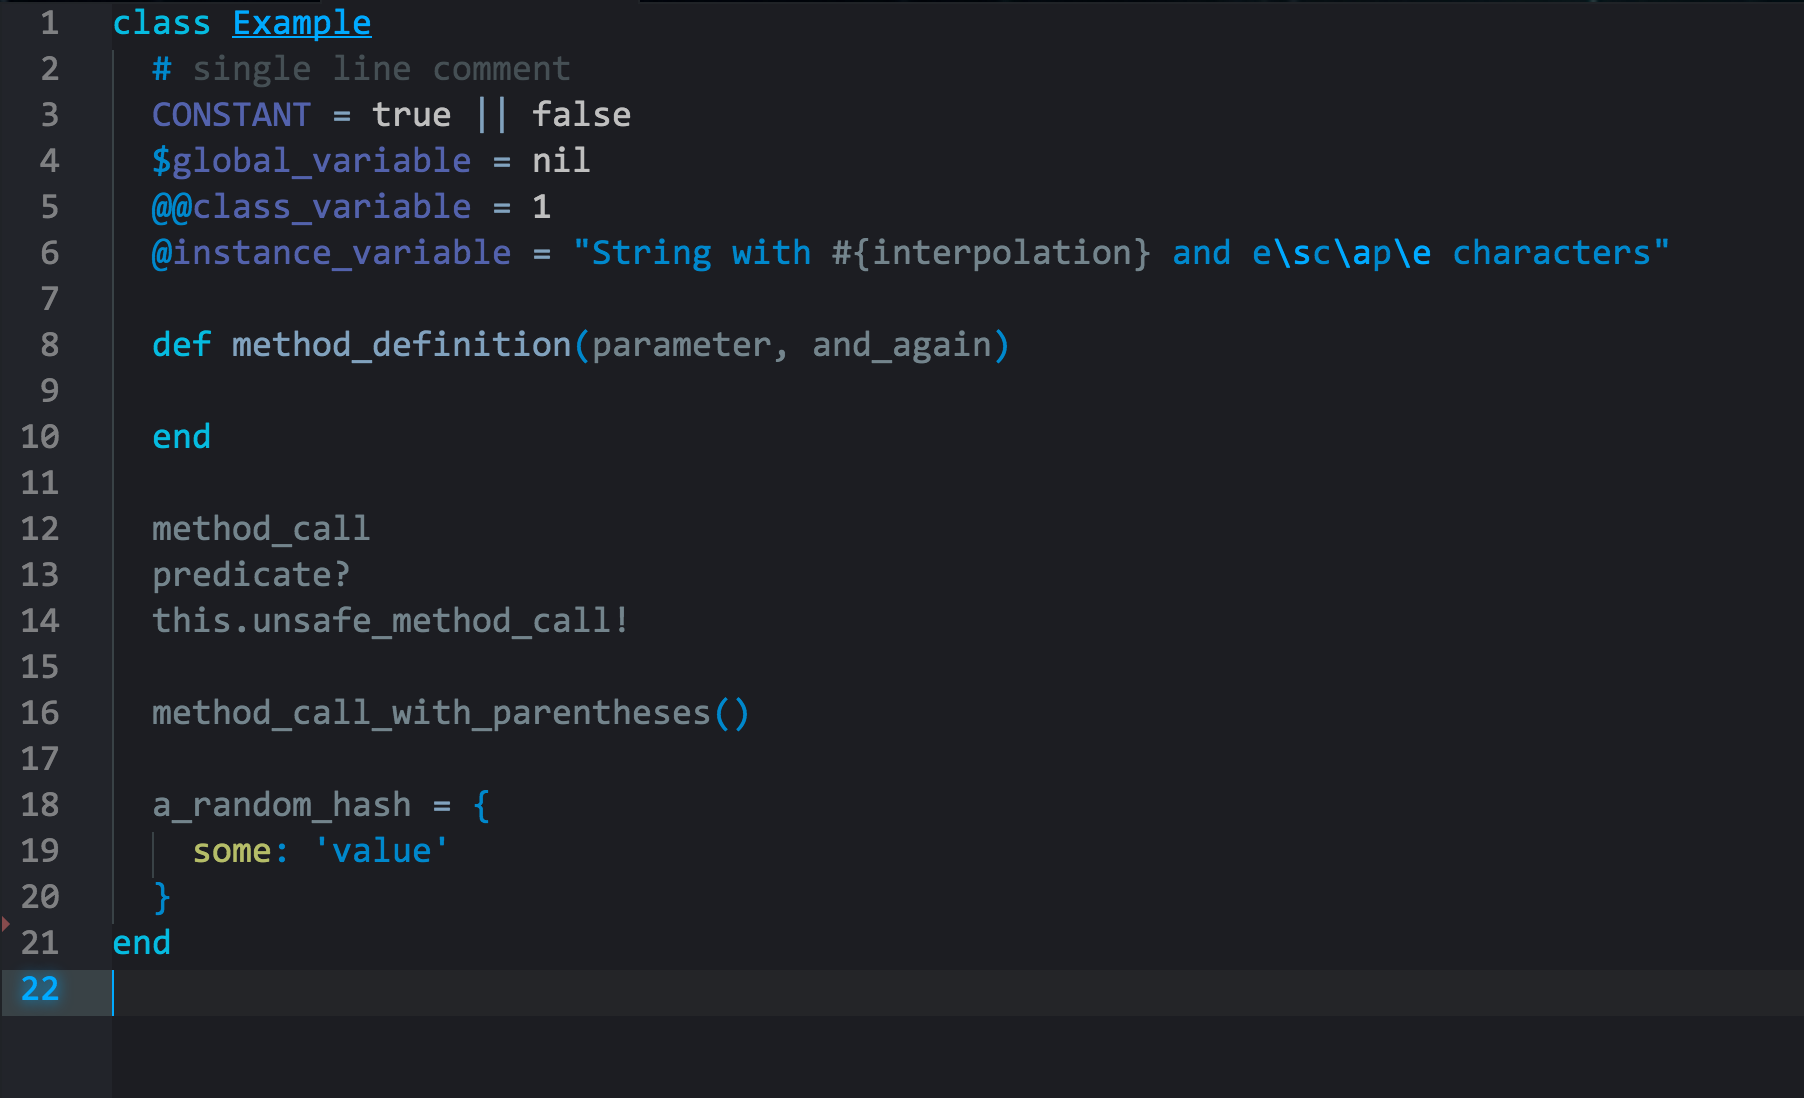 1 class Example
2   # single line comment
3   CONSTANT = true || false
4   $global_variable = nil
5   @@class_variable = 1
6   @instance_variable = "String with #{interpolation} and e\sc\ap\e characters"
7
8   def method_definition(parameter, and_again)
9
10   end
11
12   method_call
13   predicate?
14   this.unsafe_method_call!
15
16   method_call_with_parentheses()
17
18   a_random_hash = {
19     some: 'value'
20   }
21 end
22